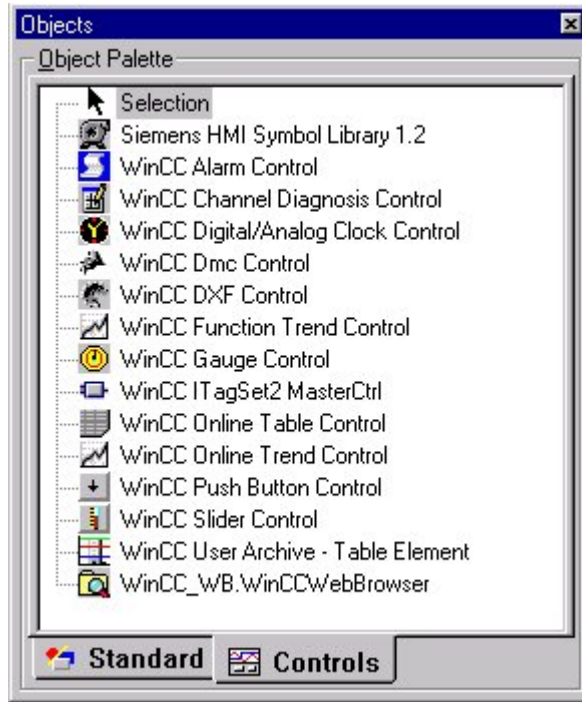 Objects
Object Palette
Selection
Siemens HMI Symbol Library 1.2
WinCC Alarm Control
WinCC Channel Diagnosis Control
WinCC Digital/Analog Clock Control
WinCC Dmc Control
WinCC DXF Control
WinCC Function Trend Control
WinCC Gauge Control
WinCC ITagSet2 MasterCtrl
WinCC Online Table Control
WinCC Online Trend Control
WinCC Push Button Control
WinCC Slider Control
WinCC User Archive - Table Element
WinCC_WB.WinCCWebBrowser
Standard Controls